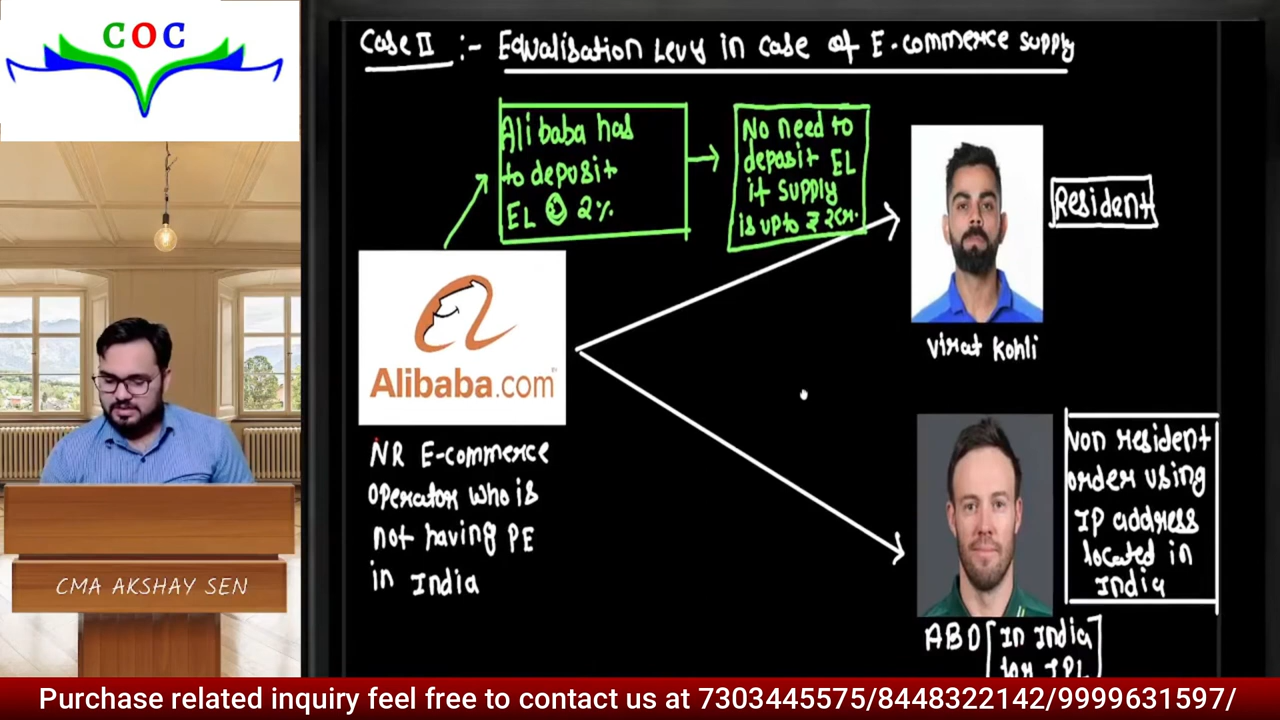 COC
Case II :- Equalisation Levy in case of E-commerce supply
Alibaba has
to deposit
EL @ 2%.
No need to
deposit EL
if supply
is upto ₹ 2cr.
Resident
Alibaba.com
Virat Kohli
NR E-commerce
operator who is
not having PE
in India
Non resident
order using
IP address
located in
India
ABD [In India
for IPL]
CMA AKSHAY SEN
Purchase related inquiry feel free to contact us at 7303445575/8448322142/9999631597/